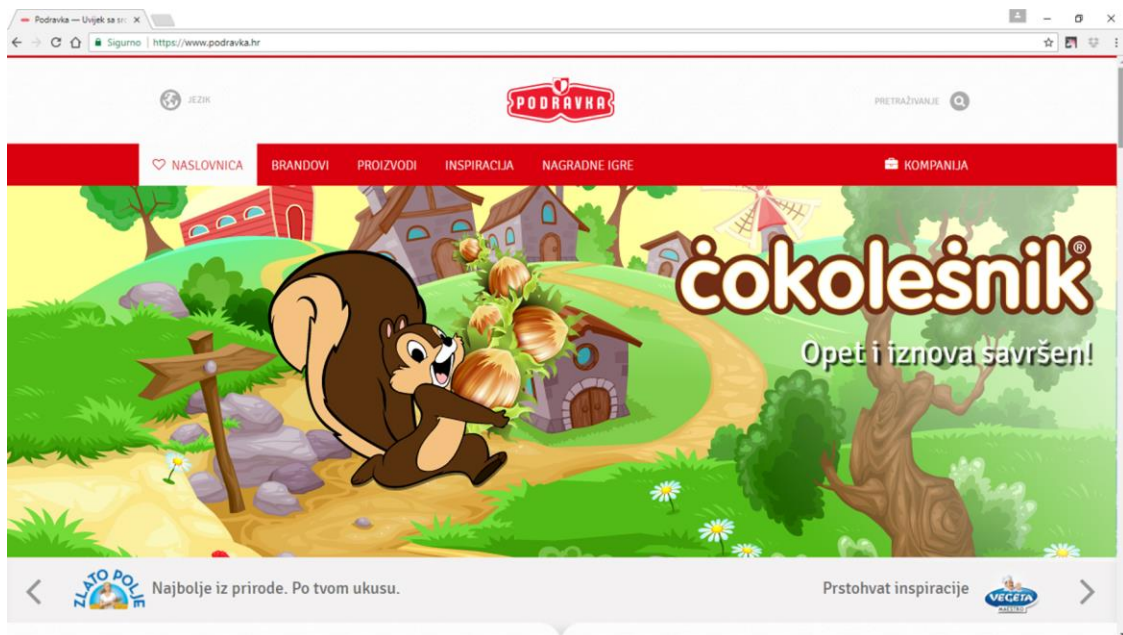 Podravka — Uvijek sa sr
Sigurno | https://www.podravka.hr
JEZIK
PODRAVKA
PRETRAŽIVANJE
NASLOVNICA
BRANDOVI
PROIZVODI
INSPIRACIJA
NAGRADNE IGRE
KOMPANIJA
čokolešnik®
Opet i iznova savršen!
ZLATO POLJE
Najbolje iz prirode. Po tvom ukusu.
Prstohvat inspiracije
VEGETA